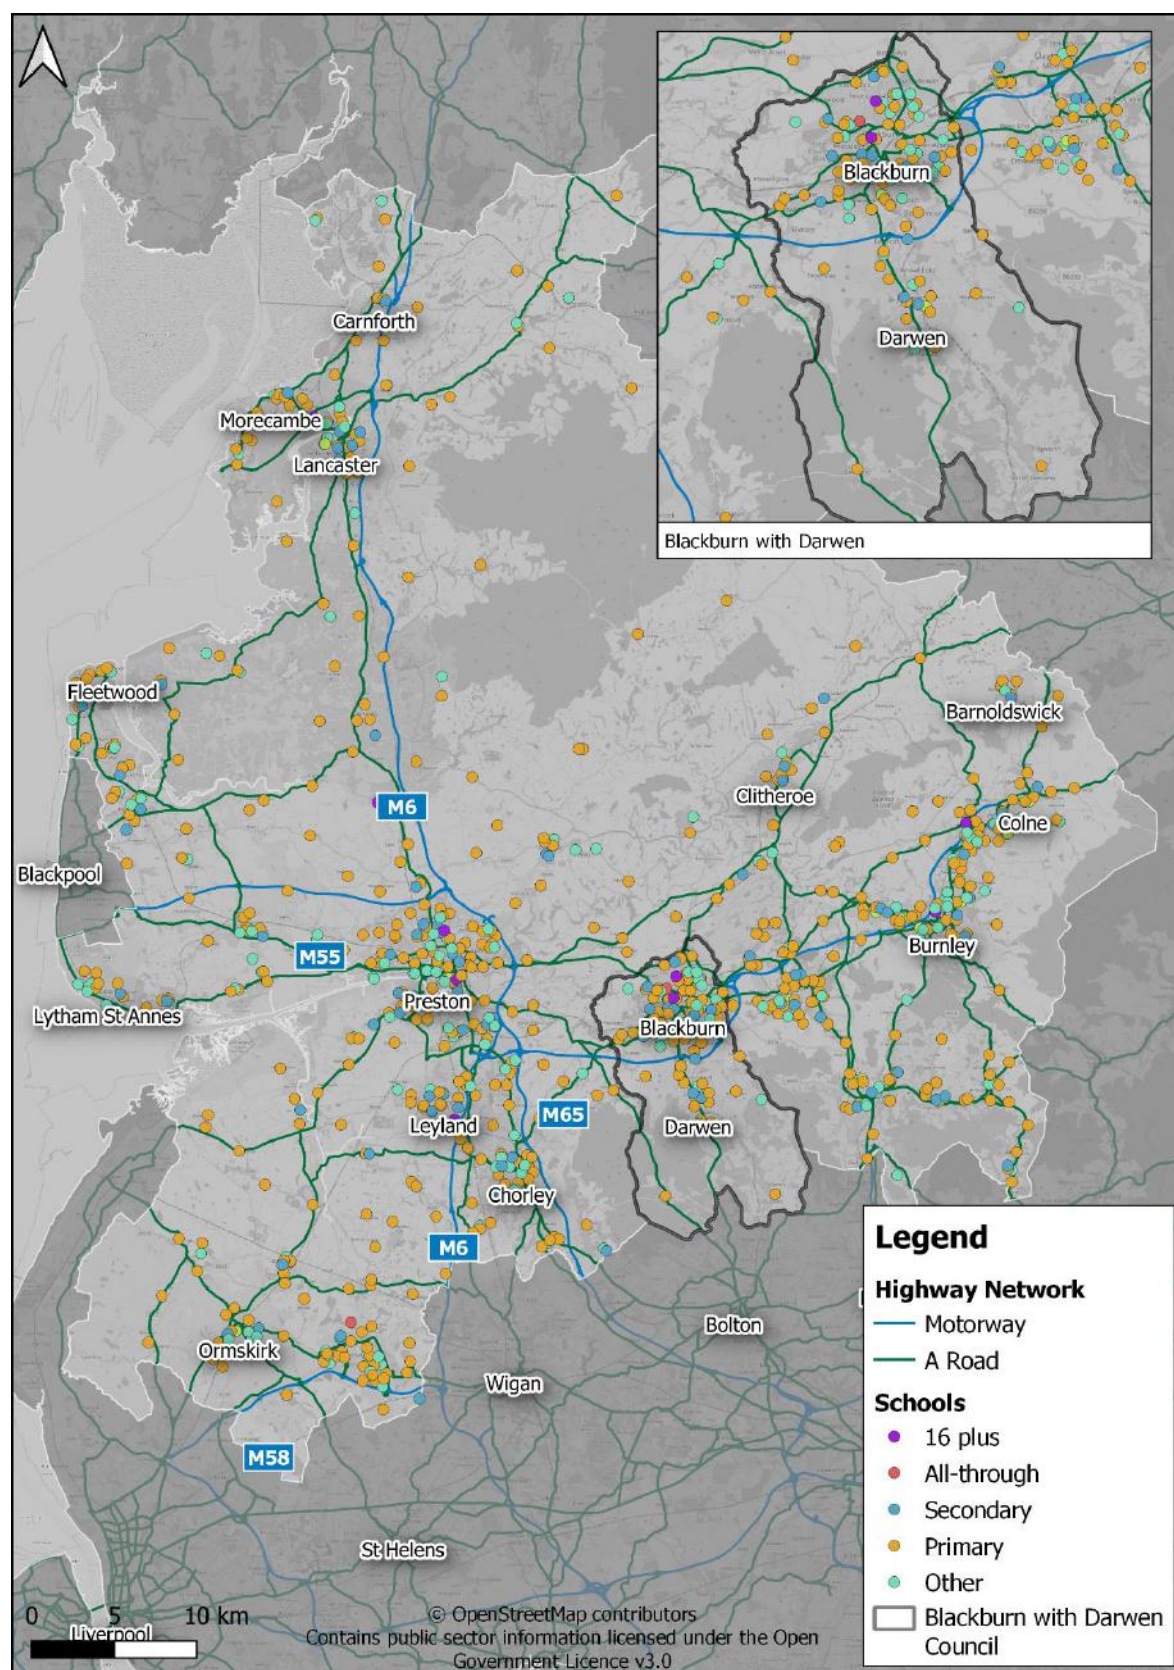 Blackburn
Darwen
Blackburn with Darwen
Carnforth
Morecambe
Lancaster
Fleetwood
Barnoldswick
M6
Clitheroe
Colne
Blackpool
M55
Burnley
Preston
Lytham St Annes
Blackburn
M65
Leyland
Darwen
Chorley
M6
Ormskirk
Bolton
Wigan
M58
St Helens
Liverpool
0 5 10 km
© OpenStreetMap contributors
Contains public sector information licensed under the Open
Government Licence v3.0
Legend
Highway Network
Motorway
A Road
Schools
16 plus
All-through
Secondary
Primary
Other
Blackburn with Darwen
Council